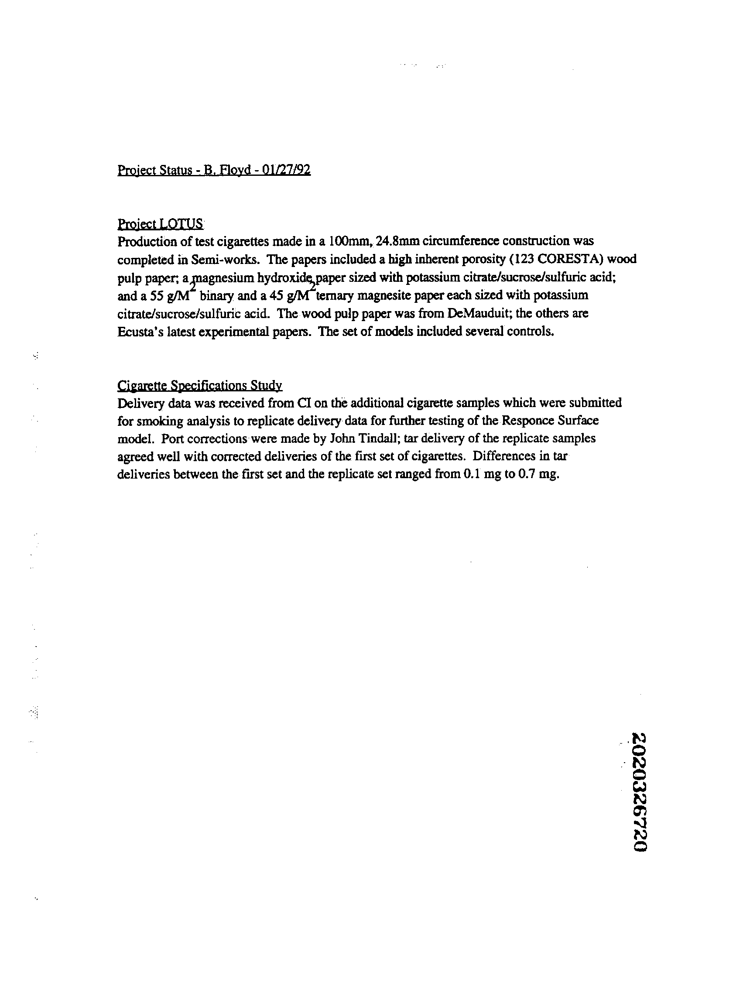 Project Status - B. Floyd - 01/27/92
Project LOTUS
Production of test cigarettes made in a 100mm, 24.8mm circumference construction was
completed in Semi-works. The papers included a high inherent porosity (123 CORESTA) wood
pulp paper; a magnesium hydroxide paper sized with potassium citrate/sucrose/sulfuric acid;
and a 55 g/M2 binary and a 45 g/M2 ternary magnesite paper each sized with potassium
citrate/sucrose/sulfuric acid. The wood pulp paper was from DeMauduit; the others are
Ecusta's latest experimental papers. The set of models included several controls.
Cigarette Specifications Study
Delivery data was received from CI on the additional cigarette samples which were submitted
for smoking analysis to replicate delivery data for further testing of the Responce Surface
model. Port corrections were made by John Tindall; tar delivery of the replicate samples
agreed well with corrected deliveries of the first set of cigarettes. Differences in tar
deliveries between the first set and the replicate set ranged from 0.1 mg to 0.7 mg.
2020326720